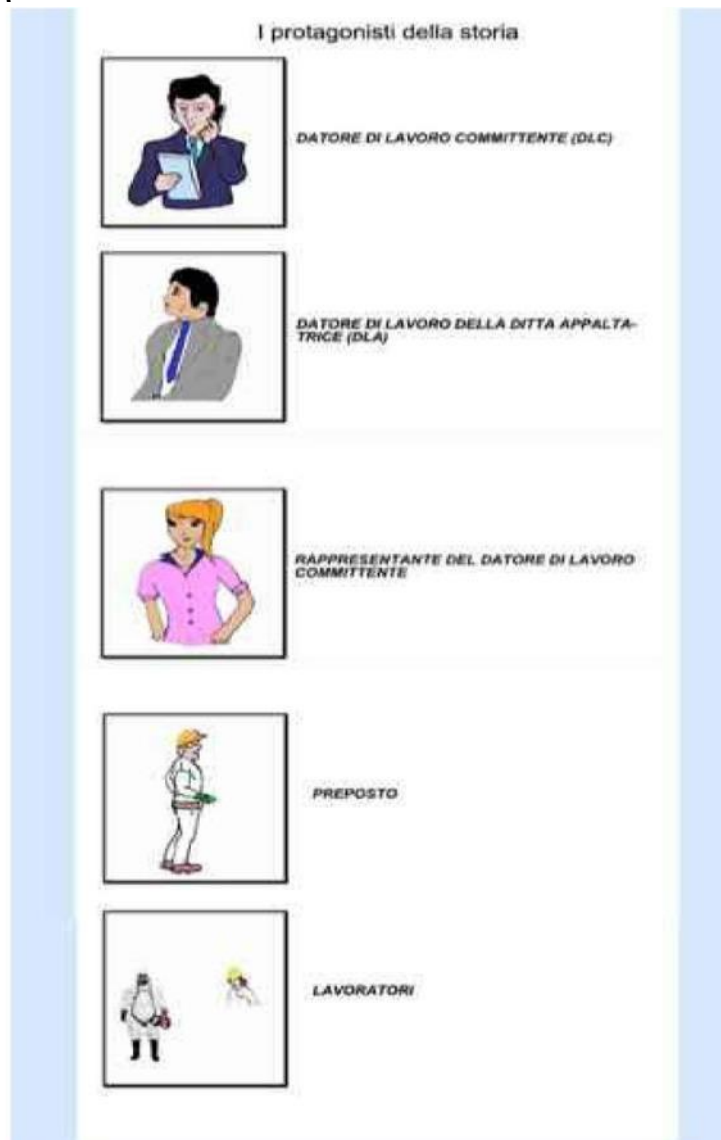 I protagonisti della storia
DATORE DI LAVORO COMMITTENTE (DLC)
DATORE DI LAVORO DELLA DITTA APPALTA-
TRICE (DLA)
RAPPRESENTANTE DEL DATORE DI LAVORO
COMMITTENTE
PREPOSTO
LAVORATORI